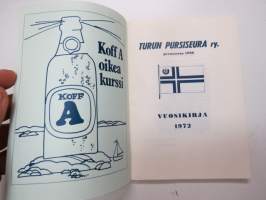 Koff A
oikea
kurssi
KOFF
A
TURUN PURSISEURA ry.
VUOSIKIRJA
1972